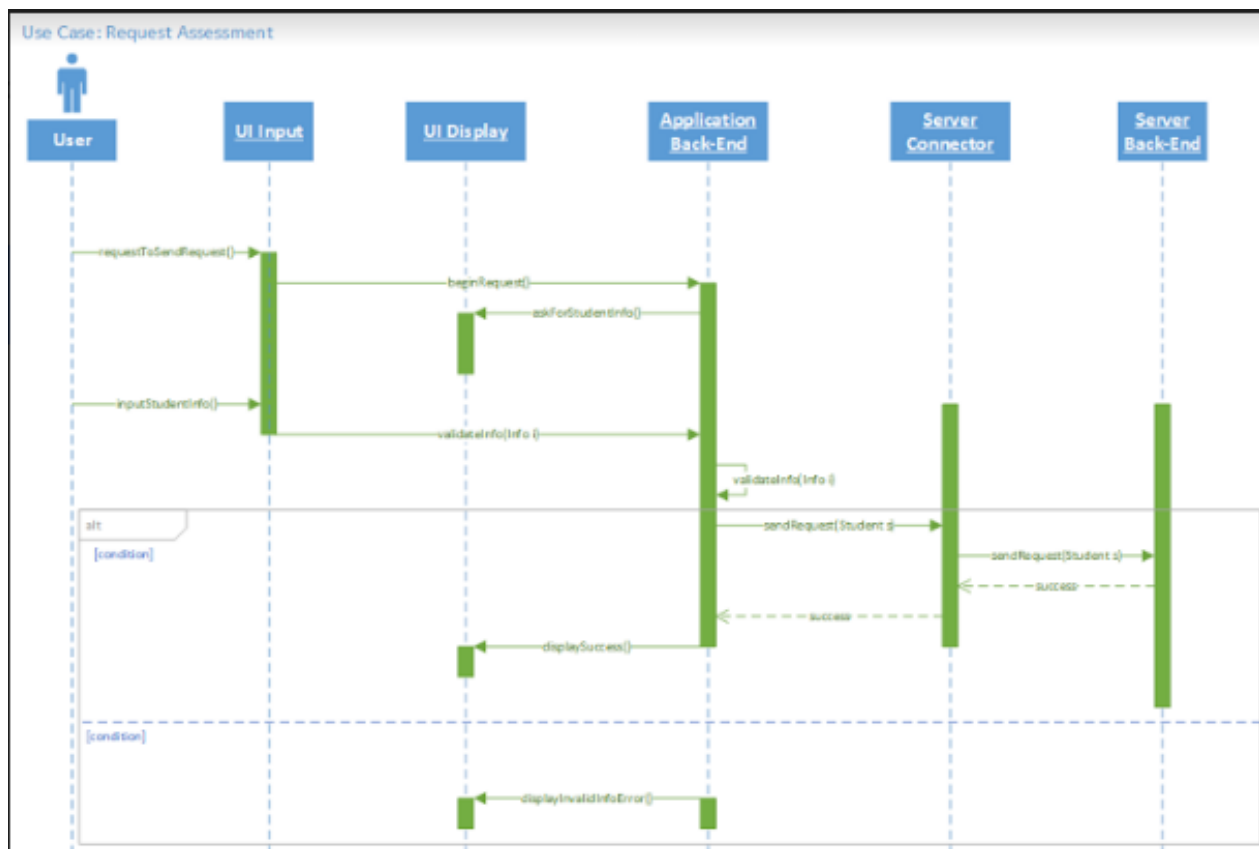 Use Case: Request Assessment
User
UI Input
UI Display
Application
Back-End
Server
Connector
Server
Back-End
requestToSendRequest()
beginRequest()
askForStudentInfo()
inputStudentInfo()
validateInfo(Info i)
validateInfo(Info i)
alt
sendRequest(Student s)
[condition]
sendRequest(Student s)
success
success
displaySuccess()
[condition]
displayInvalidInfoError()